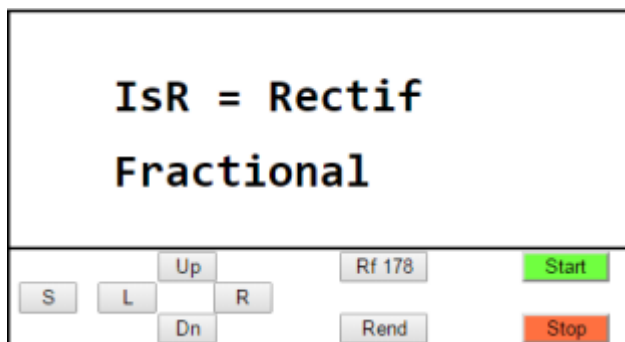 IsR = Rectif
Fractional
Up Rf 178 Start
S L R
Dn Rend Stop